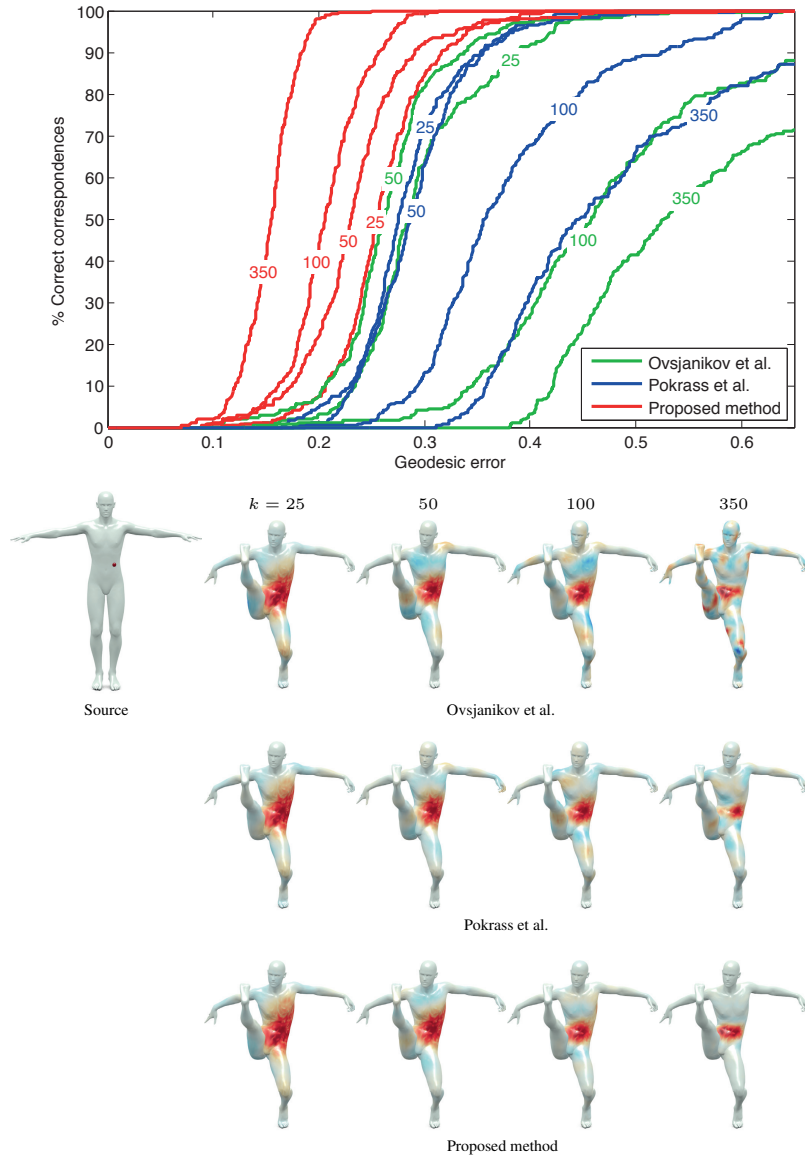 100
90
80
70
60
50
40
30
20
10
0
% Correct correspondences
0 0.1 0.2 0.3 0.4 0.5 0.6
Geodesic error
350
100
50
25
50
25
50
25
100
350
100
350
Ovsjanikov et al.
Pokrass et al.
Proposed method
k = 25 50 100 350
Source
Ovsjanikov et al.
Pokrass et al.
Proposed method